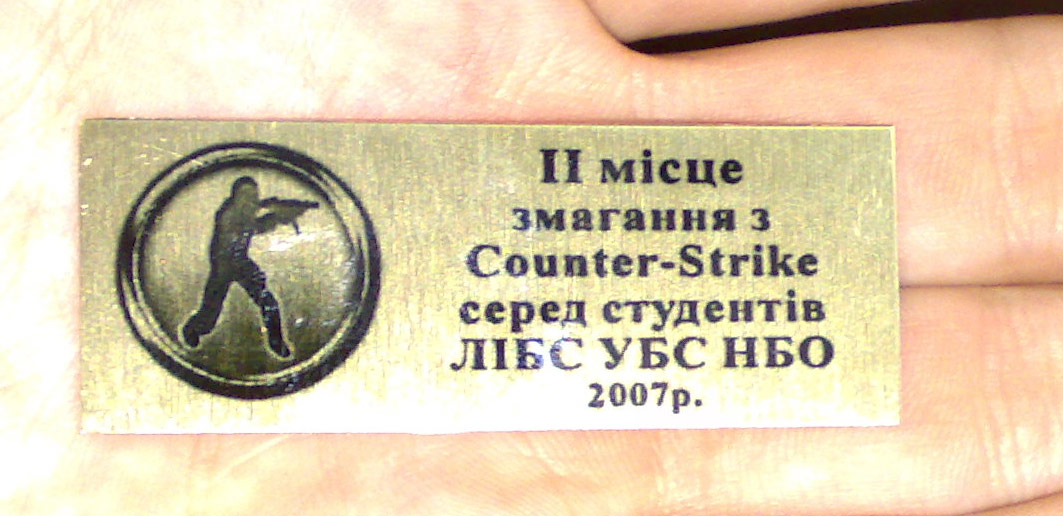 II місце
змагання з
Counter-Strike
серед студентів
ЛІБС УБС НБО
2007р.